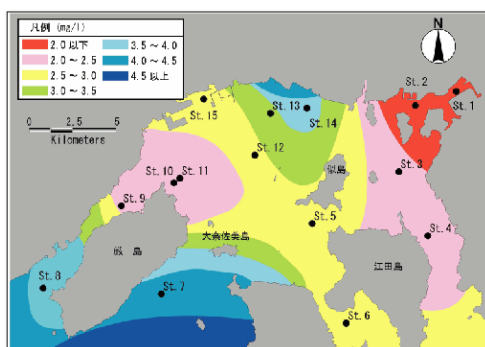 凡例 (mg/l)
2.0以下
2.0～2.5
2.5～3.0
3.0～3.5
3.5～4.0
4.0～4.5
4.5以上
N
0 2.5 5
Kilometers
St.2
St.1
St.13
St.15
St.14
St.12
St.3
似島
St.10
St.11
St.9
St.5
St.4
大奈佐美島
厳島
江田島
St.8
St.7
St.6